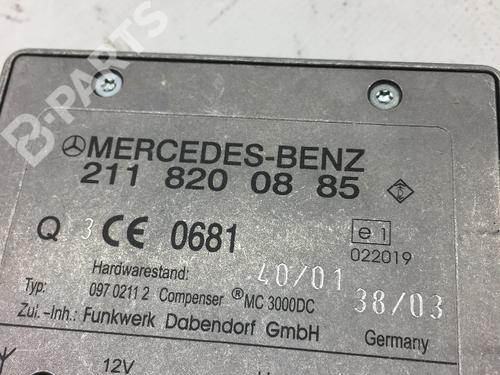 B-PARTS
MERCEDES-BENZ
211 820 08 85
Q 3 CE 0681 e1
022019
Hardwarestand: 40/01 38/03
Typ: 097 0211 2 Compenser ® MC 3000DC
Zul.-Inh.: Funkwerk Dabendorf GmbH Germany
12V